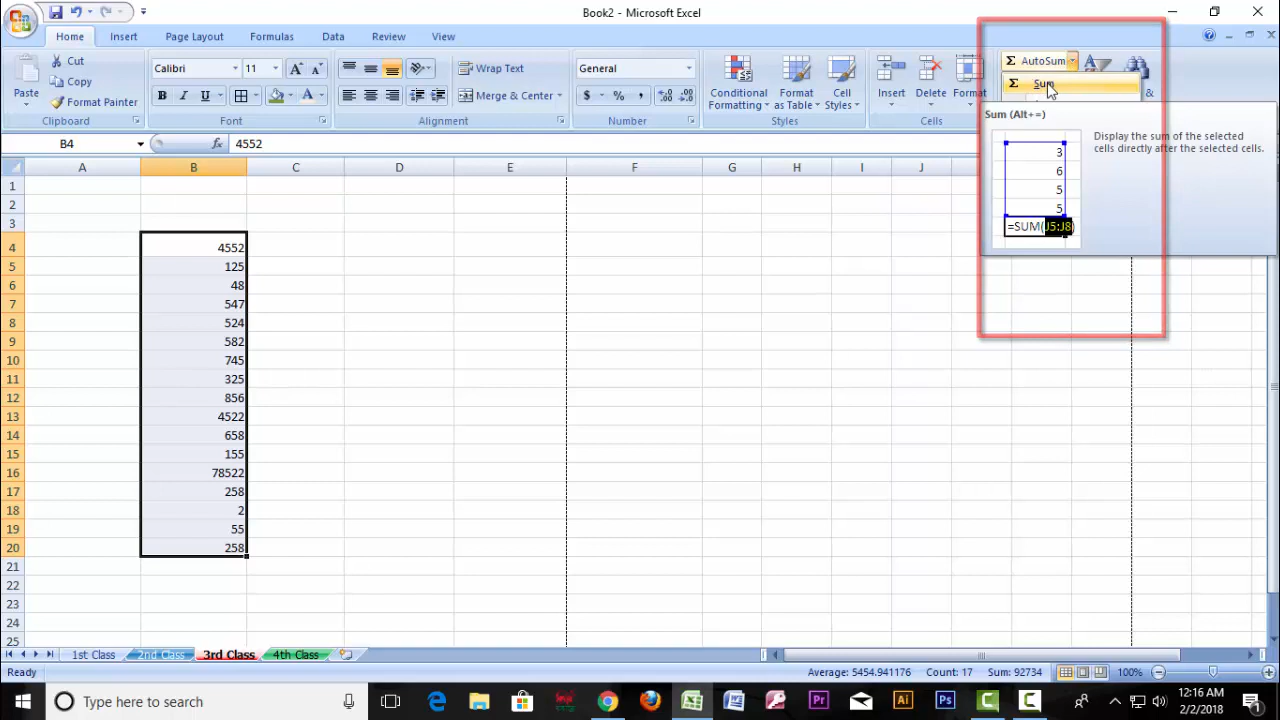 Book2 - Microsoft Excel
Home Insert Page Layout Formulas Data Review View
Paste Cut Copy Format Painter
Calibri 11
B I U A
Wrap Text
Merge & Center
General
$ % ,
Conditional Formatting
Format as Table
Cell Styles
Insert Delete Format
Σ AutoSum
Σ Sum
&
Clipboard Font Alignment Number Styles Cells
Sum (Alt+=)
Display the sum of the selected
cells directly after the selected cells.
3
6
5
5
=SUM(J5:J8)
B4 fx 4552
A B C D E F G H I J
1
2
3
4 4552
5 125
6 48
7 547
8 524
9 582
10 745
11 325
12 856
13 4522
14 658
15 155
16 78522
17 258
18 2
19 55
20 258
21
22
23
24
25
1st Class 2nd Class 3rd Class 4th Class
Ready Average: 5454.941176 Count: 17 Sum: 92734 100%
Type here to search
12:16 AM
2/2/2018